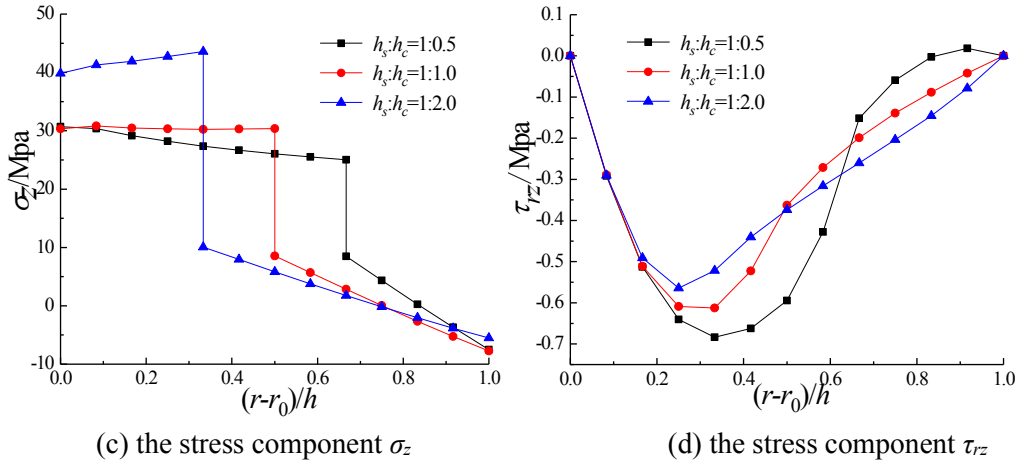 50
40
30
20
10
0
-10
σz/Mpa
hs:hc=1:0.5
hs:hc=1:1.0
hs:hc=1:2.0
0.0 0.2 0.4 0.6 0.8 1.0
(r-r0)/h
(c) the stress component σz
0.1
0.0
-0.1
-0.2
-0.3
-0.4
-0.5
-0.6
-0.7
τrz/Mpa
hs:hc=1:0.5
hs:hc=1:1.0
hs:hc=1:2.0
0.0 0.2 0.4 0.6 0.8 1.0
(r-r0)/h
(d) the stress component τrz